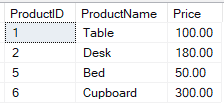 ProductID ProductName Price
1 Table 100.00
2 Desk 180.00
5 Bed 50.00
6 Cupboard 300.00